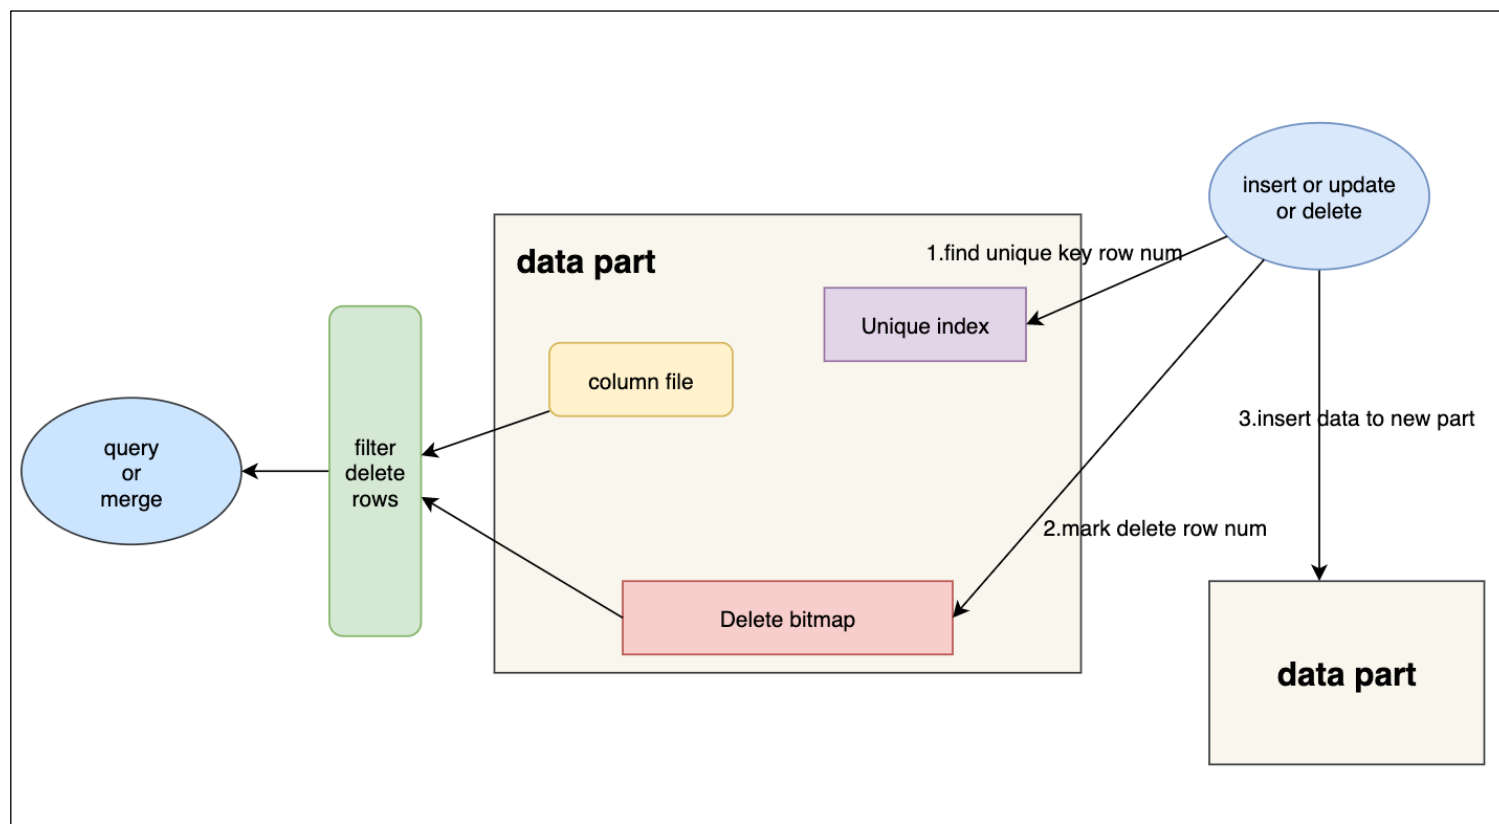 insert or update
or delete
data part
1.find unique key row num
Unique index
column file
query
or
merge
filter
delete
rows
3.insert data to new part
2.mark delete row num
Delete bitmap
data part